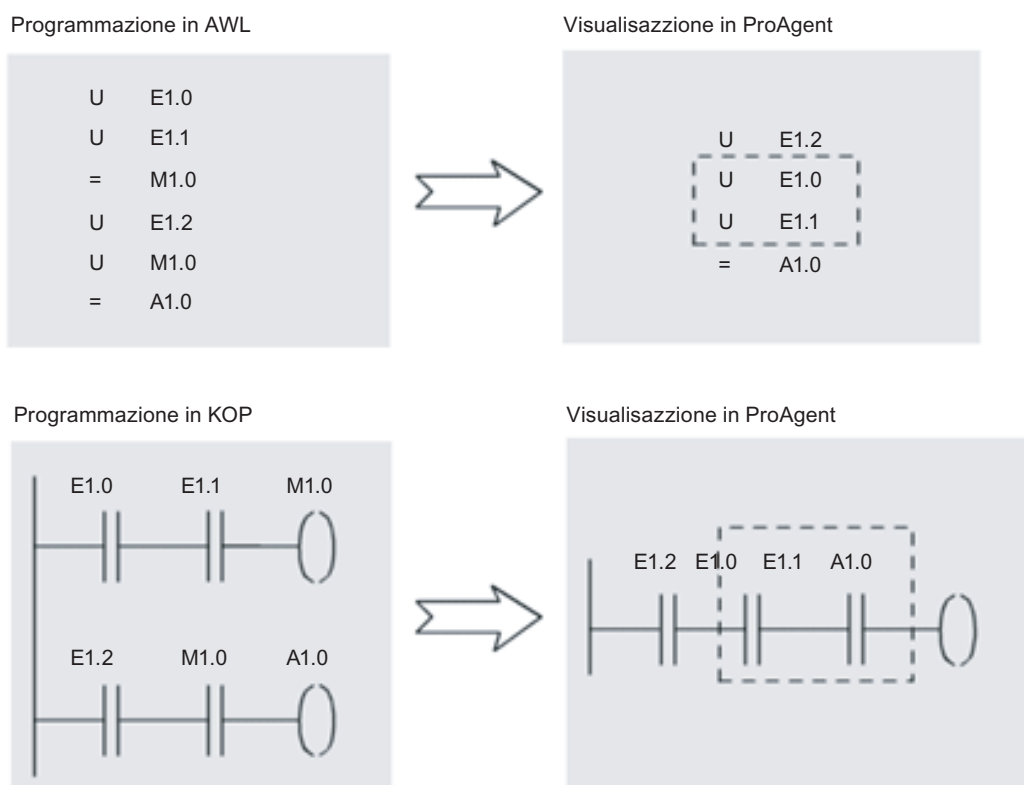 Programmazione in AWL
U E1.0
U E1.1
= M1.0
U E1.2
U M1.0
= A1.0
Visualisazzione in ProAgent
U E1.2
U E1.0
U E1.1
= A1.0
Programmazione in KOP
E1.0 E1.1 M1.0
E1.2 M1.0 A1.0
Visualisazzione in ProAgent
E1.2 E1.0 E1.1 A1.0